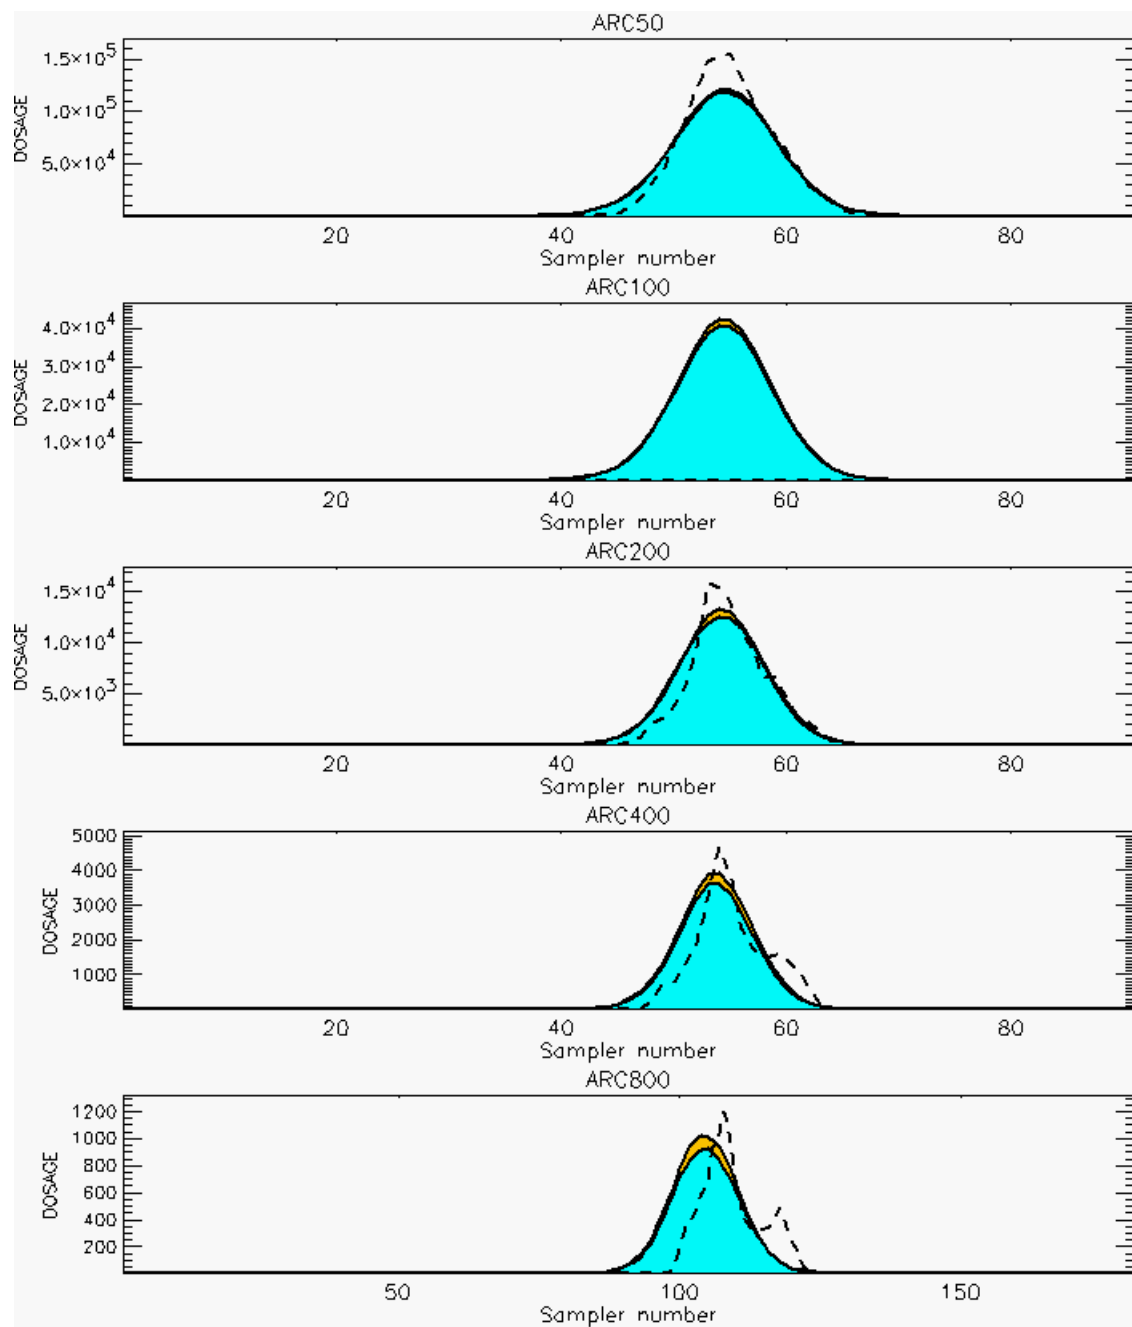 ARC50
DOSAGE
1.5×10^5
1.0×10^5
5.0×10^4
20 40 60 80
Sampler number
ARC100
DOSAGE
4.0×10^4
3.0×10^4
2.0×10^4
1.0×10^4
20 40 60 80
Sampler number
ARC200
DOSAGE
1.5×10^4
1.0×10^4
5.0×10^3
20 40 60 80
Sampler number
ARC400
DOSAGE
5000
4000
3000
2000
1000
20 40 60 80
Sampler number
ARC800
DOSAGE
1200
1000
800
600
400
200
50 100 150
Sampler number